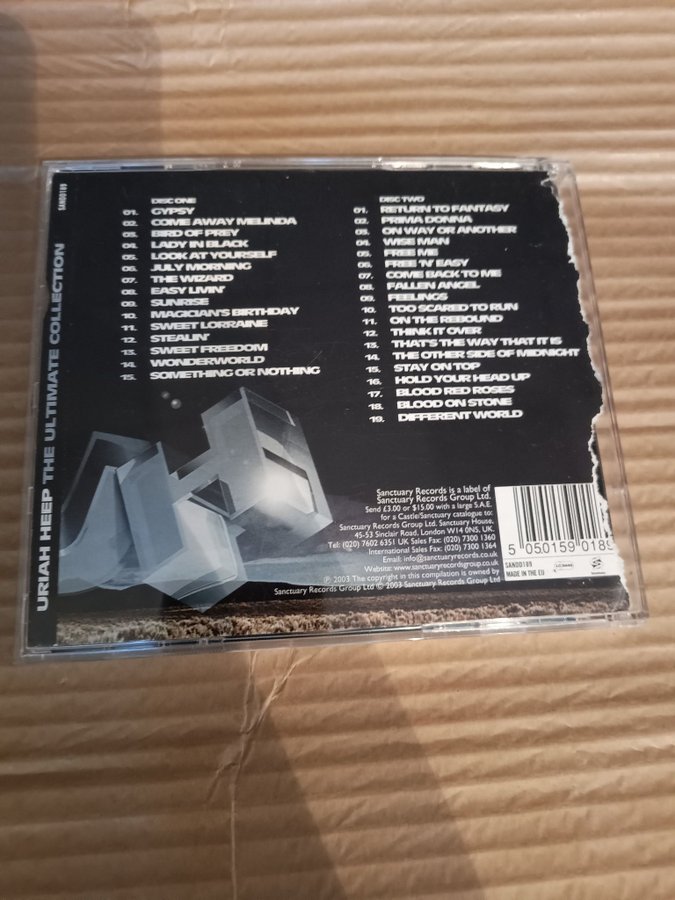 SANDD189
URIAH HEEP THE ULTIMATE COLLECTION
DISC ONE
01. GYPSY
02. COME AWAY MELINDA
03. BIRD OF PREY
04. LADY IN BLACK
05. LOOK AT YOURSELF
06. JULY MORNING
07. THE WIZARD
08. EASY LIVIN'
09. SUNRISE
10. MAGICIAN'S BIRTHDAY
11. SWEET LORRAINE
12. STEALIN'
13. SWEET FREEDOM
14. WONDERWORLD
15. SOMETHING OR NOTHING
DISC TWO
01. RETURN TO FANTASY
02. PRIMA DONNA
03. ON WAY OR ANOTHER
04. WISE MAN
05. FREE ME
06. FREE 'N' EASY
07. COME BACK TO ME
08. FALLEN ANGEL
09. FEELINGS
10. TOO SCARED TO RUN
11. ON THE REBOUND
12. THINK IT OVER
13. THAT'S THE WAY THAT IT IS
14. THE OTHER SIDE OF MIDNIGHT
15. STAY ON TOP
16. HOLD YOUR HEAD UP
17. BLOOD RED ROSES
18. BLOOD ON STONE
19. DIFFERENT WORLD
Sanctuary Records is a label of
Sanctuary Records Group Ltd.
Send £3.00 or $15.00 with a large S.A.E.
for a Castle/Sanctuary catalogue to:
Sanctuary Records Group Ltd. Sanctuary House,
45-53 Sinclair Road, London W14 0NS, UK.
Tel: (020) 7602 6351 UK Sales Fax: (020) 7300 1360
International Sales Fax: (020) 7300 1364
Email: info@sanctuaryrecords.co.uk
Website: www.sanctuaryrecordsgroup.co.uk
℗ 2003 The copyright in this compilation is owned by
Sanctuary Records Group Ltd © 2003 Sanctuary Records Group Ltd
5 050159 0189
SANDD189
MADE IN THE EU